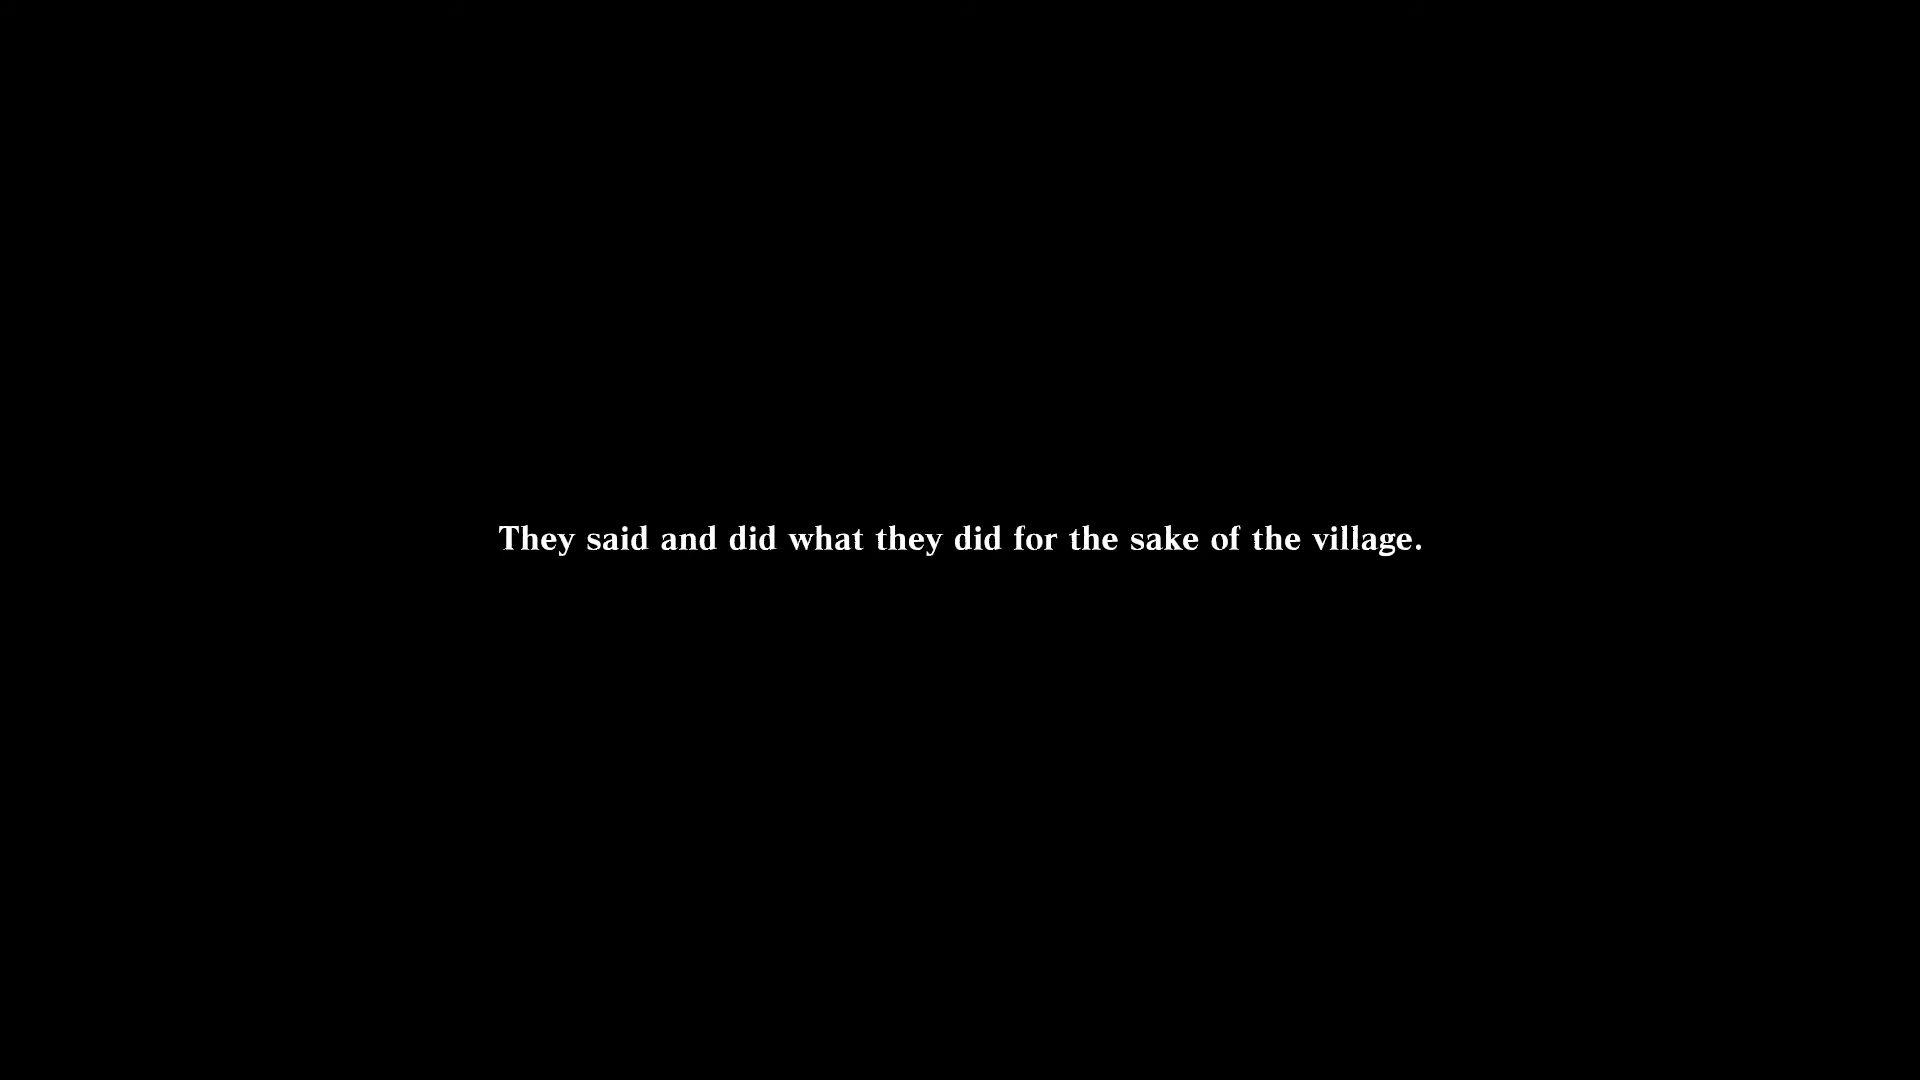 They said and did what they did for the sake of the village.